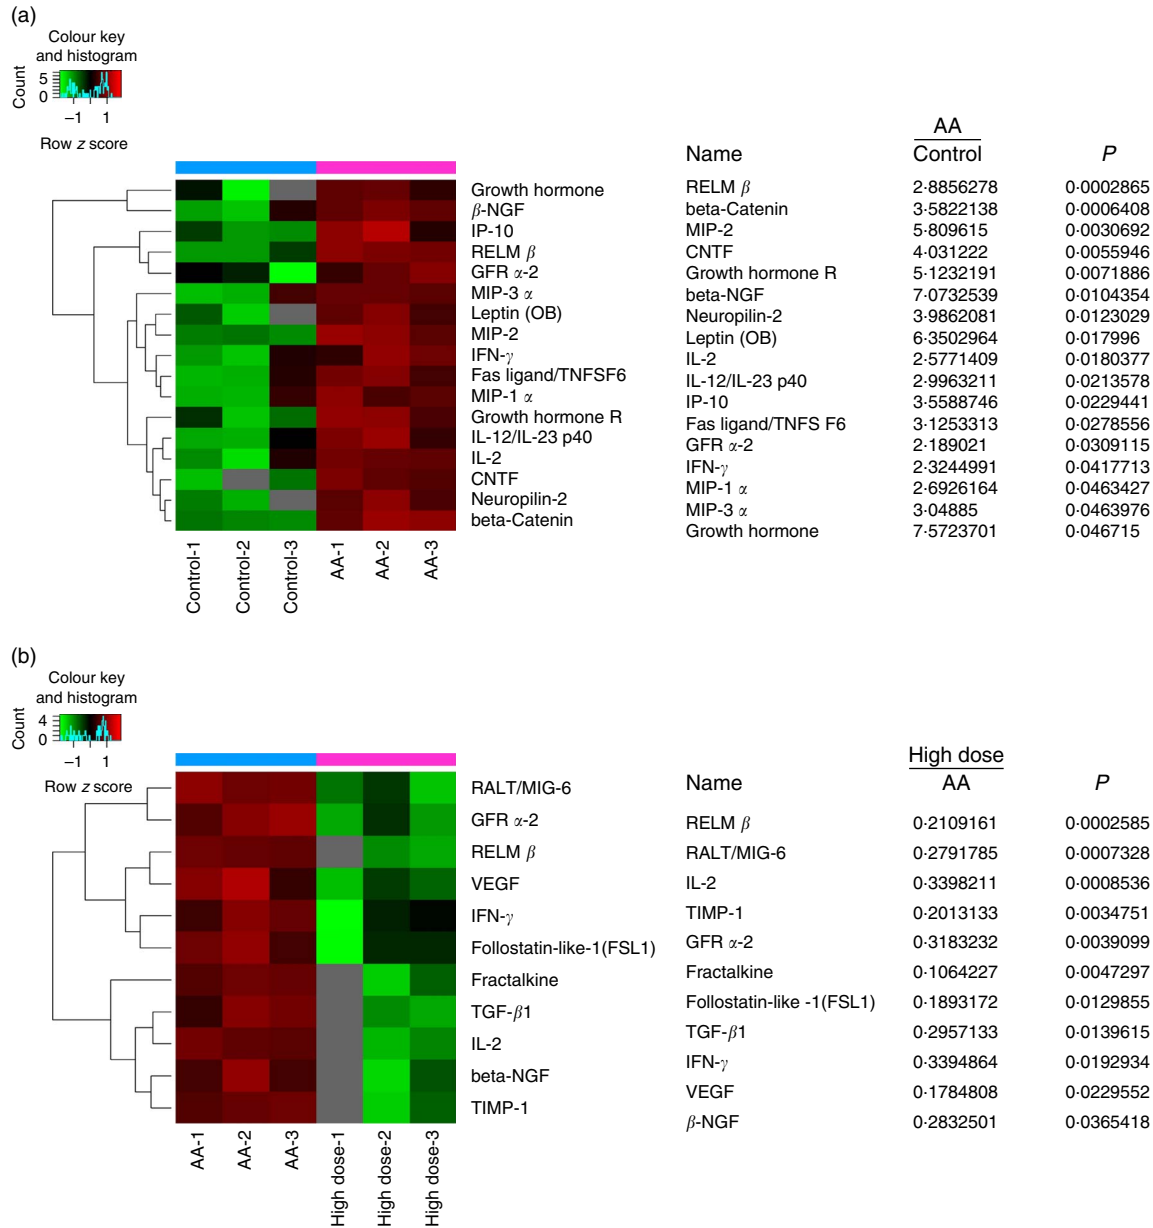 (a)
Colour key
and histogram
Count
5
0
−1 1
Row z score
Growth hormone
β-NGF
IP-10
RELM β
GFR α-2
MIP-3 α
Leptin (OB)
MIP-2
IFN-γ
Fas ligand/TNFSF6
MIP-1 α
Growth hormone R
IL-12/IL-23 p40
IL-2
CNTF
Neuropilin-2
beta-Catenin
Control-1
Control-2
Control-3
AA-1
AA-2
AA-3
AA
Name Control P
RELM β 2·8856278 0·0002865
beta-Catenin 3·5822138 0·0006408
MIP-2 5·809615 0·0030692
CNTF 4·031222 0·0055946
Growth hormone R 5·1232191 0·0071886
beta-NGF 7·0732539 0·0104354
Neuropilin-2 3·9862081 0·0123029
Leptin (OB) 6·3502964 0·017996
IL-2 2·5771409 0·0180377
IL-12/IL-23 p40 2·9963211 0·0213578
IP-10 3·5588746 0·0229441
Fas ligand/TNFS F6 3·1253313 0·0278556
GFR α-2 2·189021 0·0309115
IFN-γ 2·3244991 0·0417713
MIP-1 α 2·6926164 0·0463427
MIP-3 α 3·04885 0·0463976
Growth hormone 7·5723701 0·046715
(b)
Colour key
and histogram
Count
4
0
−1 1
Row z score
RALT/MIG-6
GFR α-2
RELM β
VEGF
IFN-γ
Follostatin-like-1(FSL1)
Fractalkine
TGF-β1
IL-2
beta-NGF
TIMP-1
AA-1
AA-2
AA-3
High dose-1
High dose-2
High dose-3
High dose
Name AA P
RELM β 0·2109161 0·0002585
RALT/MIG-6 0·2791785 0·0007328
IL-2 0·3398211 0·0008536
TIMP-1 0·2013133 0·0034751
GFR α-2 0·3183232 0·0039099
Fractalkine 0·1064227 0·0047297
Follostatin-like -1(FSL1) 0·1893172 0·0129855
TGF-β1 0·2957133 0·0139615
IFN-γ 0·3394864 0·0192934
VEGF 0·1784808 0·0229552
β-NGF 0·2832501 0·0365418